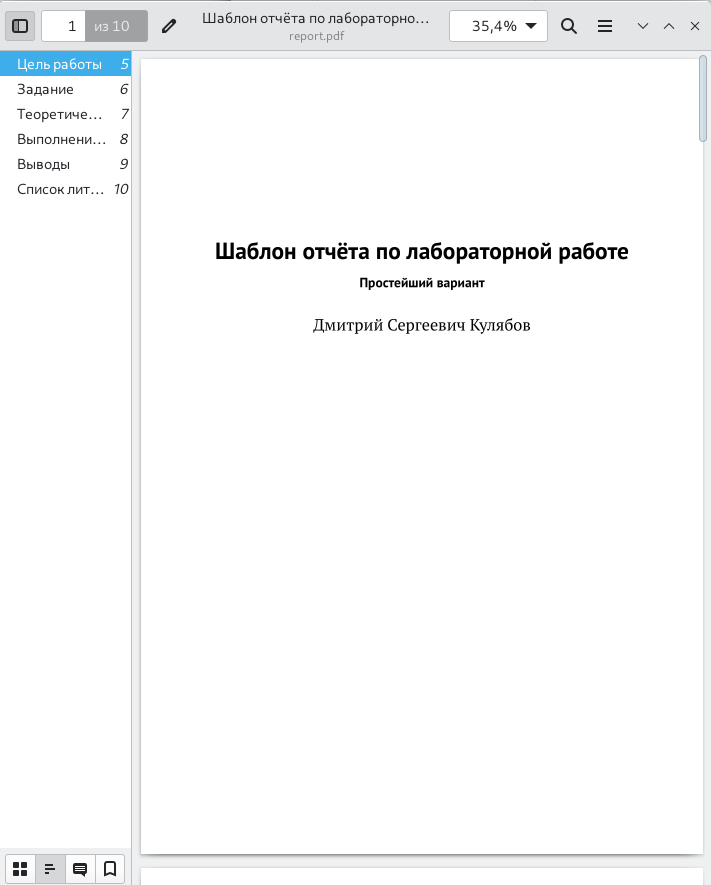 1 из 10
Шаблон отчёта по лабораторно…
report.pdf
35,4%
Цель работы 5
Задание 6
Теоретиче… 7
Выполнени… 8
Выводы 9
Список лит… 10
Шаблон отчёта по лабораторной работе
Простейший вариант
Дмитрий Сергеевич Кулябов